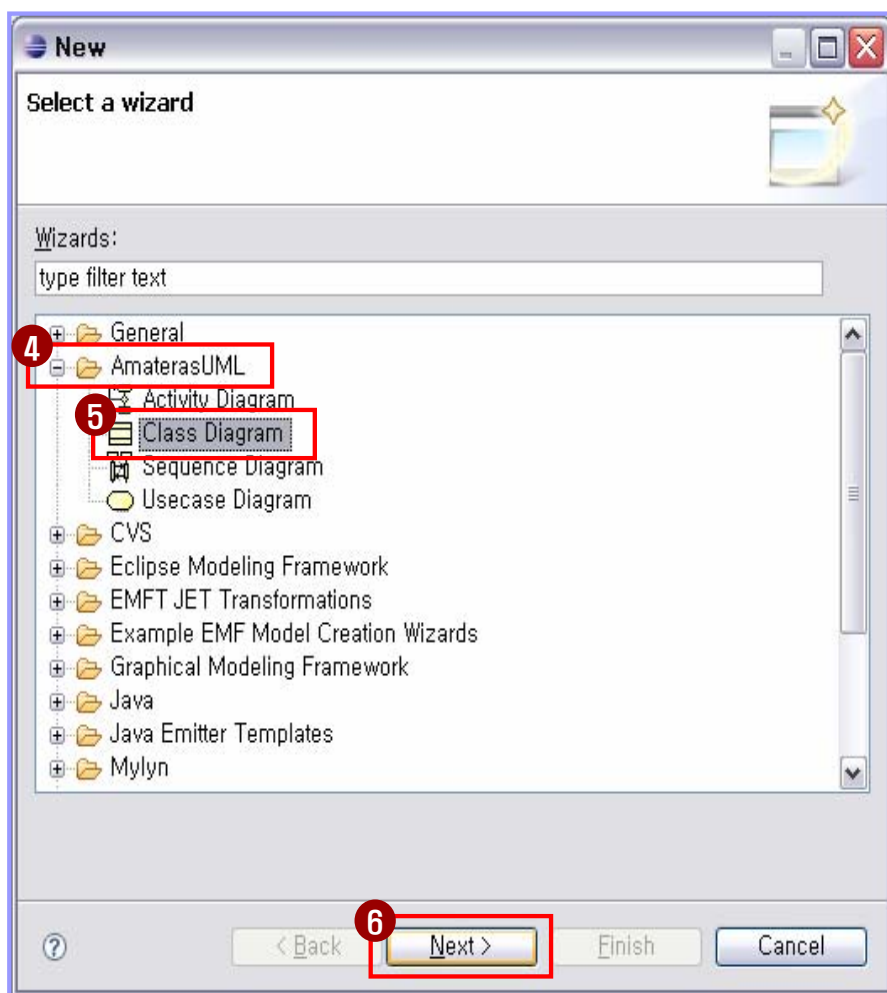 New
Select a wizard
Wizards:
type filter text
General
4 AmaterasUML
Activity Diagram
5 Class Diagram
Sequence Diagram
Usecase Diagram
CVS
Eclipse Modeling Framework
EMFT JET Transformations
Example EMF Model Creation Wizards
Graphical Modeling Framework
Java
Java Emitter Templates
Mylyn
? < Back 6 Next > Finish Cancel